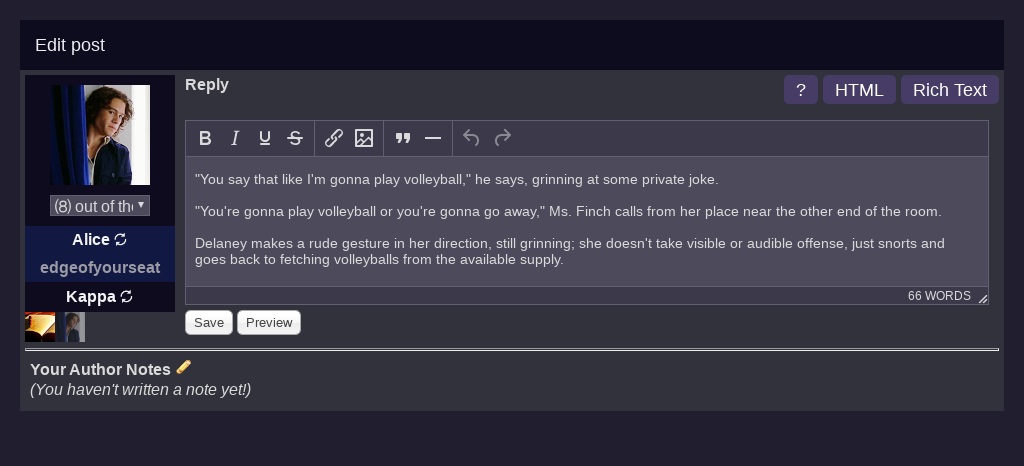 Edit post
Reply
? HTML Rich Text
(8) out of the
Alice
edgeofyourseat
Kappa
"You say that like I'm gonna play volleyball," he says, grinning at some private joke.
"You're gonna play volleyball or you're gonna go away," Ms. Finch calls from her place near the other end of the room.
Delaney makes a rude gesture in her direction, still grinning; she doesn't take visible or audible offense, just snorts and
goes back to fetching volleyballs from the available supply.
66 WORDS
Save Preview
Your Author Notes
(You haven't written a note yet!)